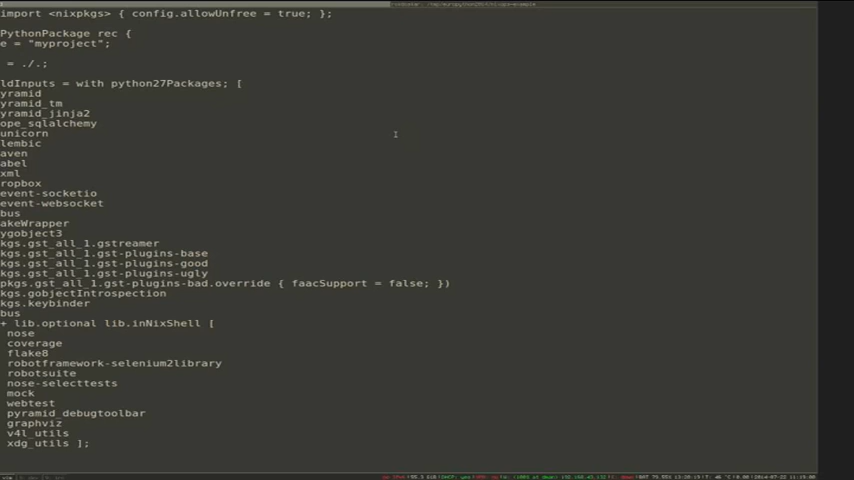 import <nixpkgs> { config.allowUnfree = true; };
PythonPackage rec {
e = "myproject";
= ./.;
ldInputs = with python27Packages; [
yramid
yramid_tm
yramid_jinja2
ope_sqlalchemy
unicorn
lembic
aven
abel
xml
ropbox
event-socketio
event-websocket
bus
akeWrapper
ygobject3
kgs.gst_all_1.gstreamer
kgs.gst_all_1.gst-plugins-base
kgs.gst_all_1.gst-plugins-good
kgs.gst_all_1.gst-plugins-ugly
pkgs.gst_all_1.gst-plugins-bad.override { faacSupport = false; })
kgs.gobjectIntrospection
kgs.keybinder
bus
+ lib.optional lib.inNixShell [
nose
coverage
flake8
robotframework-selenium2library
robotsuite
nose-selecttests
mock
webtest
pyramid_debugtoolbar
graphviz
v4l_utils
xdg_utils ];